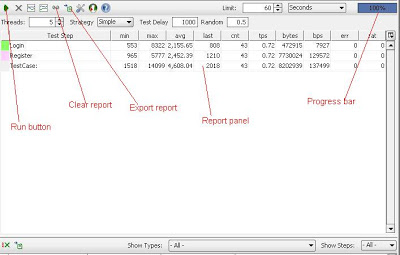 Limit: 60 Seconds 100%
Threads: 5 Strategy Simple Test Delay 1000 Random 0.5
Test Step min max avg last cnt tps bytes bps err rat
Login 553 8322 2,155.65 808 43 0.72 472915 7927 0 0
Register 965 5777 2,452.39 1210 43 0.72 7730024 129572 0 0
TestCase: 1518 14099 4,608.04 2018 43 0.72 8202939 137499 0 0
Clear report
Export report
Progress bar
Run button
Report panel
Show Types: - All - Show Steps: - All -